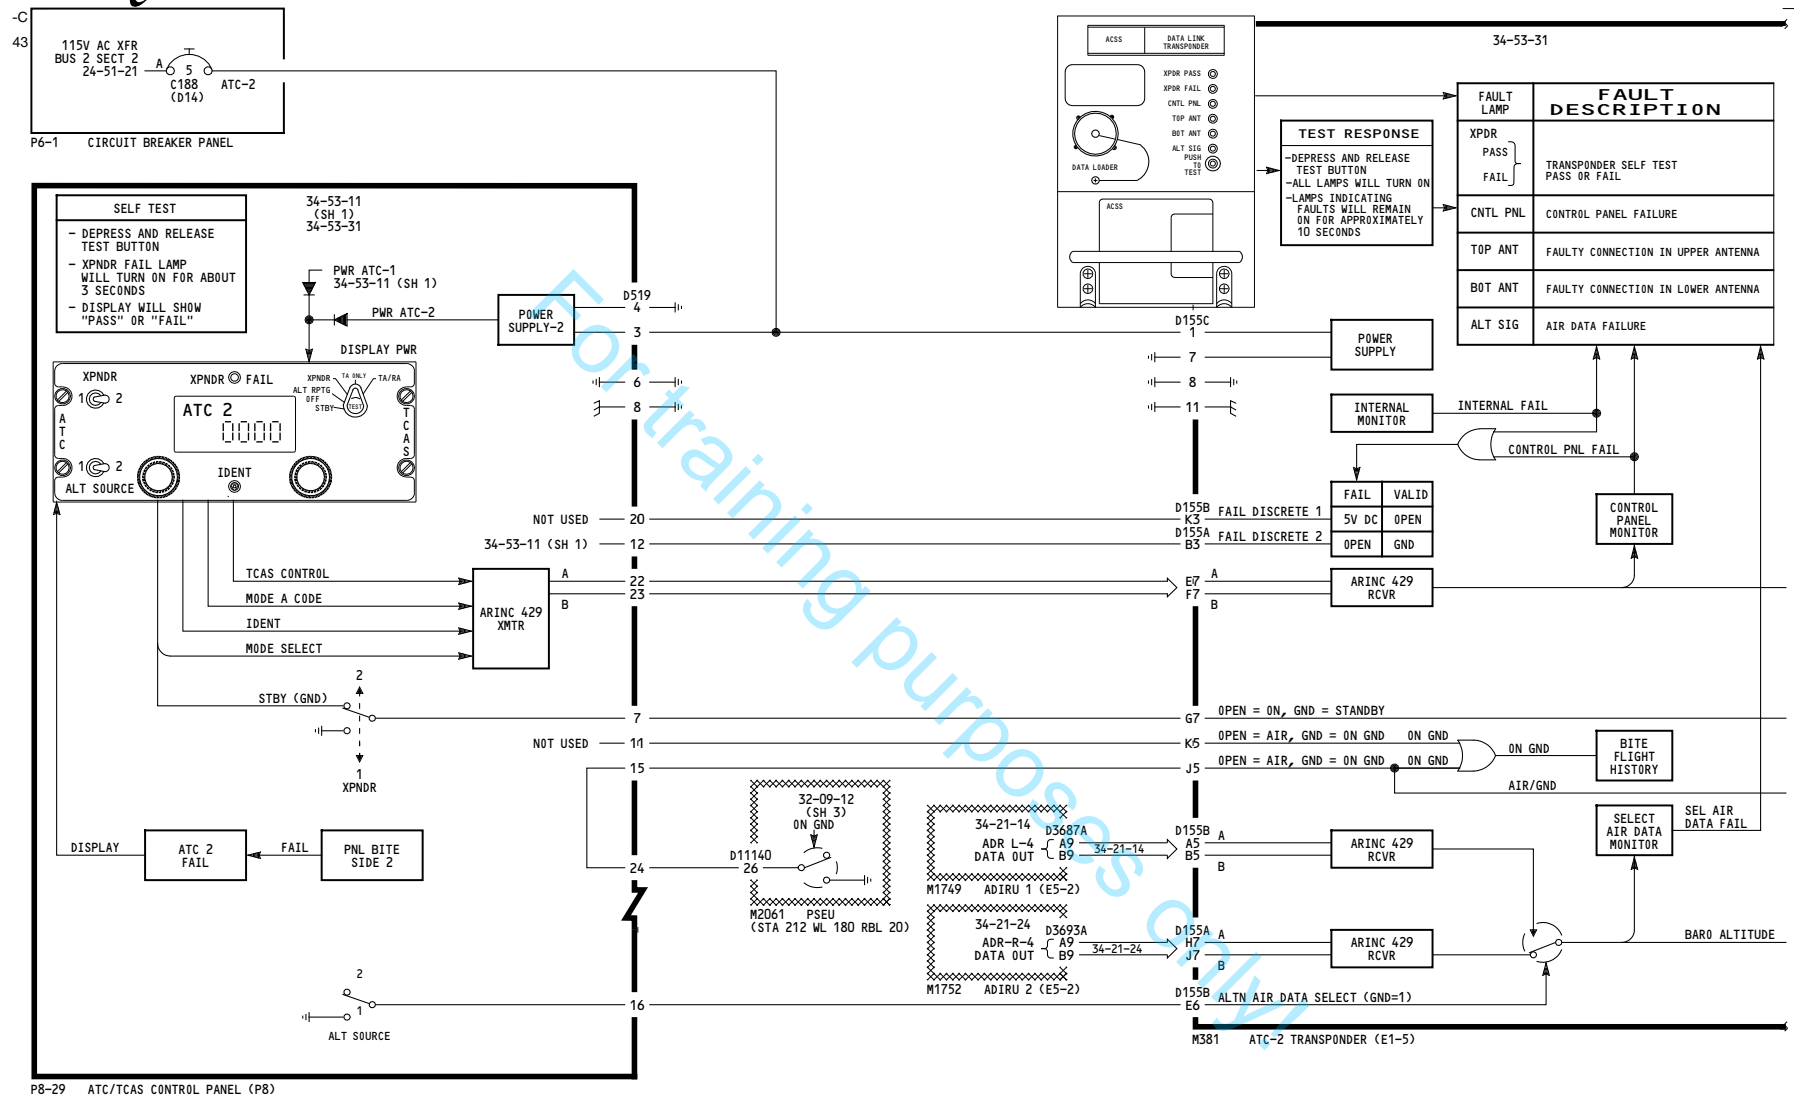 -C
43
115V AC XFR
BUS 2 SECT 2
24-51-21
A
5
C188
(D14)
ATC-2
P6-1 CIRCUIT BREAKER PANEL
SELF TEST
- DEPRESS AND RELEASE
TEST BUTTON
- XPNDR FAIL LAMP
WILL TURN ON FOR ABOUT
3 SECONDS
- DISPLAY WILL SHOW
"PASS" OR "FAIL"
34-53-11
(SH 1)
34-53-31
PWR ATC-1
34-53-11 (SH 1)
PWR ATC-2
POWER
SUPPLY-2
DISPLAY PWR
D519
4
3
6
8
XPNDR
1 2
XPNDR FAIL
XPNDR
TA ONLY
TA/RA
ALT RPTG
OFF
STBY
TEST
ATC
TCAS
ATC 2
0000
1 2
ALT SOURCE
IDENT
NOT USED
20
34-53-11 (SH 1)
12
TCAS CONTROL
MODE A CODE
IDENT
MODE SELECT
ARINC 429
XMTR
A
B
22
23
STBY (GND)
2
1
XPNDR
7
NOT USED
11
15
DISPLAY
ATC 2
FAIL
FAIL
PNL BITE
SIDE 2
24
2
1
ALT SOURCE
16
P8-29 ATC/TCAS CONTROL PANEL (P8)
32-09-12
(SH 3)
ON GND
D11140
26
M2061 PSEU
(STA 212 WL 180 RBL 20)
34-21-14
ADR L-4
DATA OUT
D3687A
A9
B9
34-21-14
M1749 ADIRU 1 (E5-2)
34-21-24
ADR-R-4
DATA OUT
D3693A
A9
B9
34-21-24
M1752 ADIRU 2 (E5-2)
ACSS
DATA LINK
TRANSPONDER
XPDR PASS
XPDR FAIL
CNTL PNL
TOP ANT
BOT ANT
ALT SIG
PUSH
TO
TEST
DATA LOADER
ACSS
34-53-31
TEST RESPONSE
-DEPRESS AND RELEASE
TEST BUTTON
-ALL LAMPS WILL TURN ON
-LAMPS INDICATING
FAULTS WILL REMAIN
ON FOR APPROXIMATELY
10 SECONDS
FAULT
LAMP
FAULT
DESCRIPTION
XPDR
PASS
FAIL
TRANSPONDER SELF TEST
PASS OR FAIL
CNTL PNL
CONTROL PANEL FAILURE
TOP ANT
FAULTY CONNECTION IN UPPER ANTENNA
BOT ANT
FAULTY CONNECTION IN LOWER ANTENNA
ALT SIG
AIR DATA FAILURE
D155C
1
7
8
11
POWER
SUPPLY
INTERNAL
MONITOR
INTERNAL FAIL
CONTROL PNL FAIL
D155B
K3
FAIL DISCRETE 1
D155A
B3
FAIL DISCRETE 2
FAIL VALID
5V DC OPEN
OPEN GND
CONTROL
PANEL
MONITOR
E7
F7
A
B
ARINC 429
RCVR
G7
OPEN = ON, GND = STANDBY
K5
OPEN = AIR, GND = ON GND ON GND
J5
OPEN = AIR, GND = ON GND ON GND
ON GND
BITE
FLIGHT
HISTORY
AIR/GND
D155B
A5
B5
A
B
ARINC 429
RCVR
SELECT
AIR DATA
MONITOR
SEL AIR
DATA FAIL
D155A
H7
J7
A
B
ARINC 429
RCVR
BARO ALTITUDE
D155B
E6
ALTN AIR DATA SELECT (GND=1)
M381 ATC-2 TRANSPONDER (E1-5)
For training purposes only!